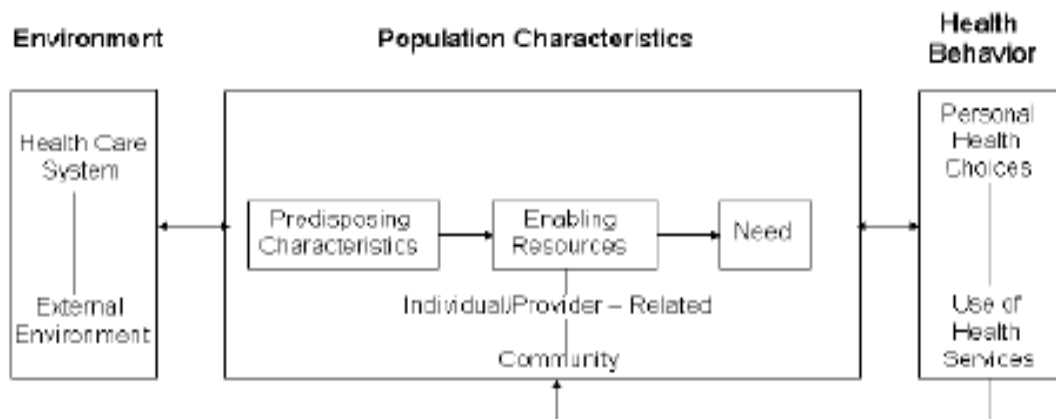 Environment
Population Characteristics
Health
Behavior
Health Care
System
External
Environment
Predisposing
Characteristics
Enabling
Resources
Need
Individual/Provider – Related
Community
Personal
Health
Choices
Use of
Health
Services